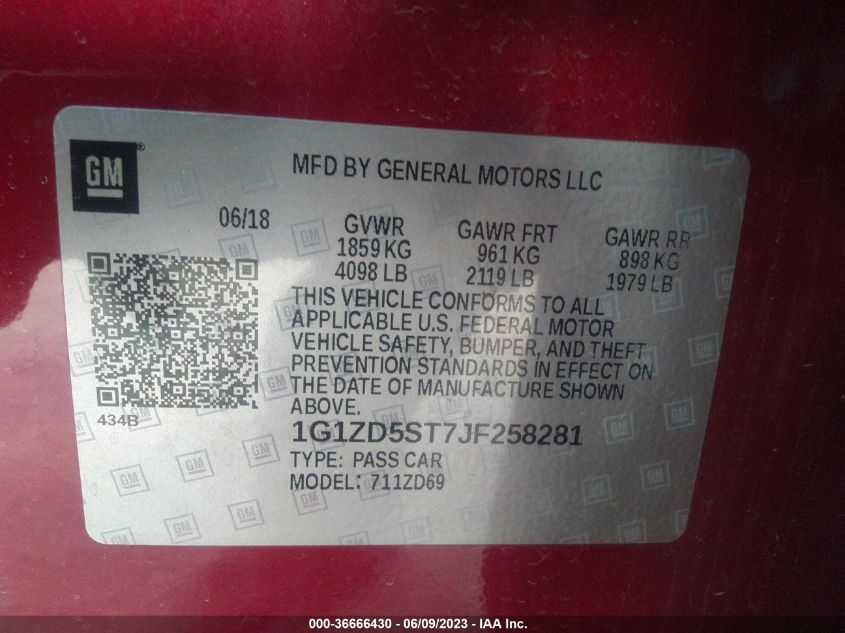 GM
MFD BY GENERAL MOTORS LLC
06/18
GVWR
1859 KG
4098 LB
GAWR FRT
961 KG
2119 LB
GAWR RR
898 KG
1979 LB
THIS VEHICLE CONFORMS TO ALL
APPLICABLE U.S. FEDERAL MOTOR
VEHICLE SAFETY, BUMPER, AND THEFT
PREVENTION STANDARDS IN EFFECT ON
THE DATE OF MANUFACTURE SHOWN
ABOVE.
434B
1G1ZD5ST7JF258281
TYPE: PASS CAR
MODEL: 711ZD69
000-36666430 - 06/09/2023 - IAA Inc.